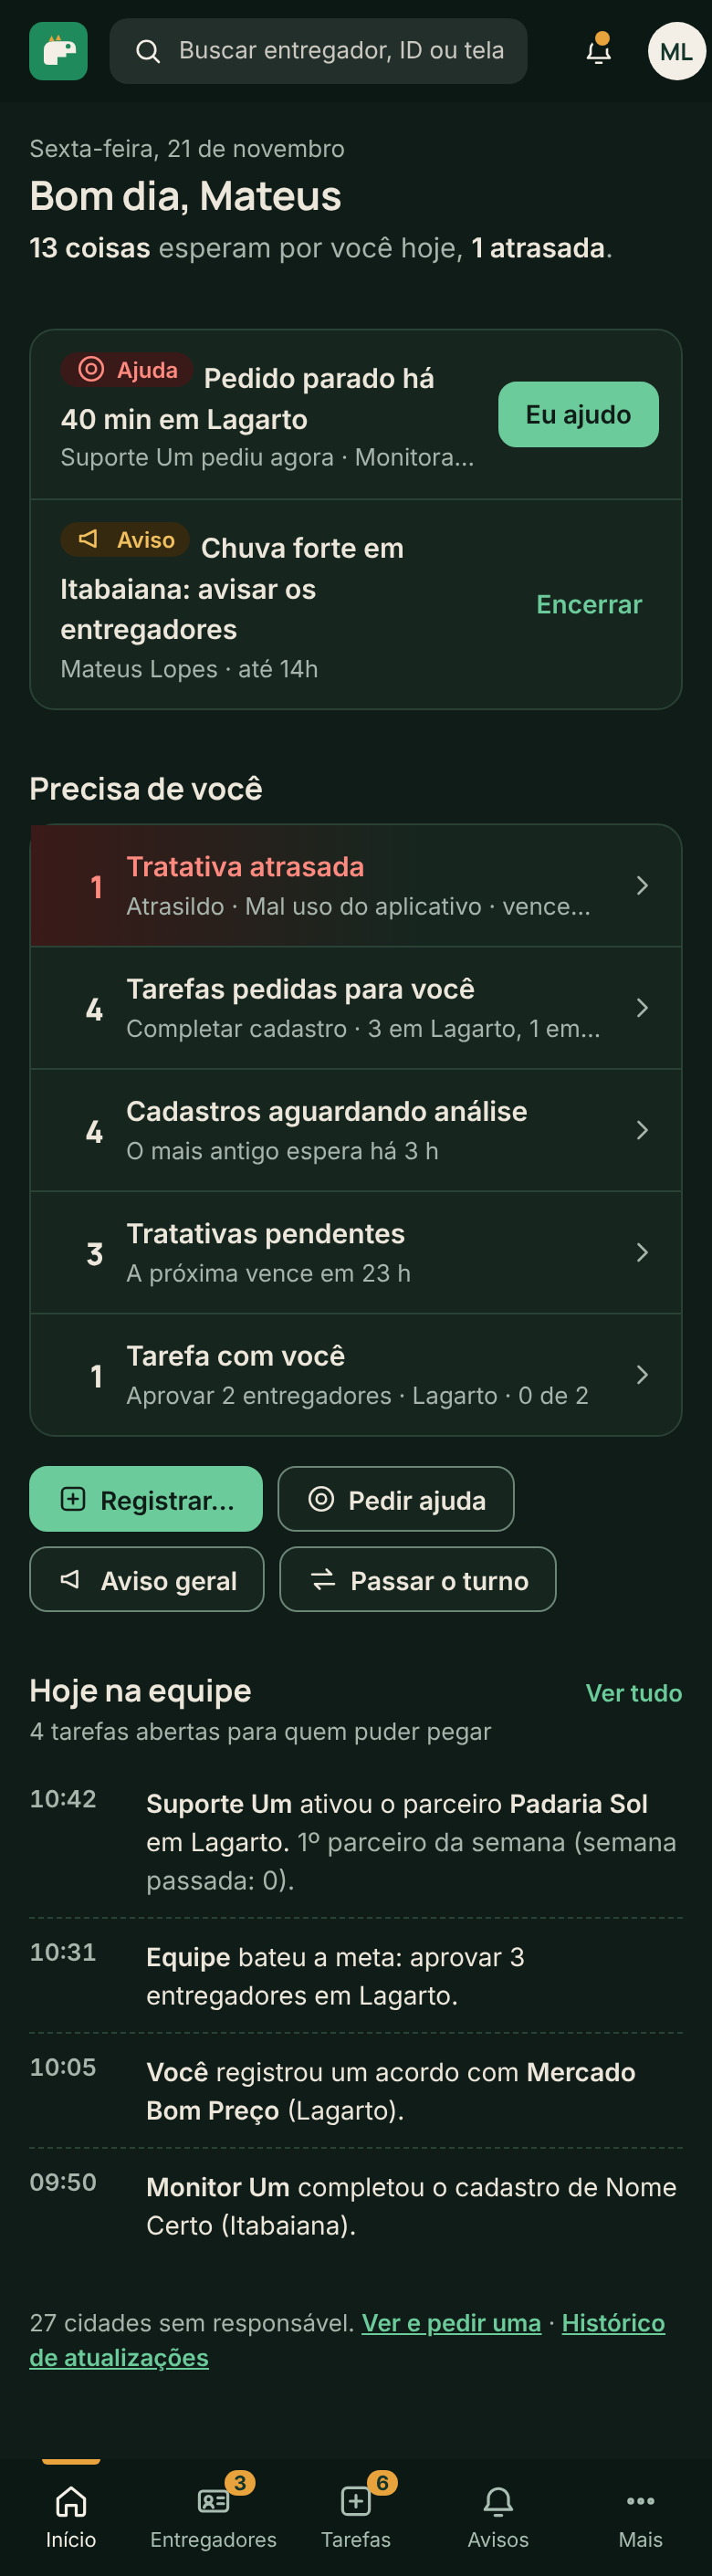 Buscar entregador, ID ou tela
ML
Sexta-feira, 21 de novembro
Bom dia, Mateus
13 coisas esperam por você hoje, 1 atrasada.
Ajuda Pedido parado há
40 min em Lagarto
Suporte Um pediu agora · Monitora...
Eu ajudo
Aviso Chuva forte em
Itabaiana: avisar os
entregadores
Mateus Lopes · até 14h
Encerrar
Precisa de você
1
Tratativa atrasada
Atrasildo · Mal uso do aplicativo · vence...
4
Tarefas pedidas para você
Completar cadastro · 3 em Lagarto, 1 em...
4
Cadastros aguardando análise
O mais antigo espera há 3 h
3
Tratativas pendentes
A próxima vence em 23 h
1
Tarefa com você
Aprovar 2 entregadores · Lagarto · 0 de 2
Registrar...
Pedir ajuda
Aviso geral
Passar o turno
Hoje na equipe
Ver tudo
4 tarefas abertas para quem puder pegar
10:42
Suporte Um ativou o parceiro Padaria Sol
em Lagarto. 1º parceiro da semana (semana
passada: 0).
10:31
Equipe bateu a meta: aprovar 3
entregadores em Lagarto.
10:05
Você registrou um acordo com Mercado
Bom Preço (Lagarto).
09:50
Monitor Um completou o cadastro de Nome
Certo (Itabaiana).
27 cidades sem responsável. Ver e pedir uma · Histórico
de atualizações
Início
3
Entregadores
6
Tarefas
Avisos
Mais